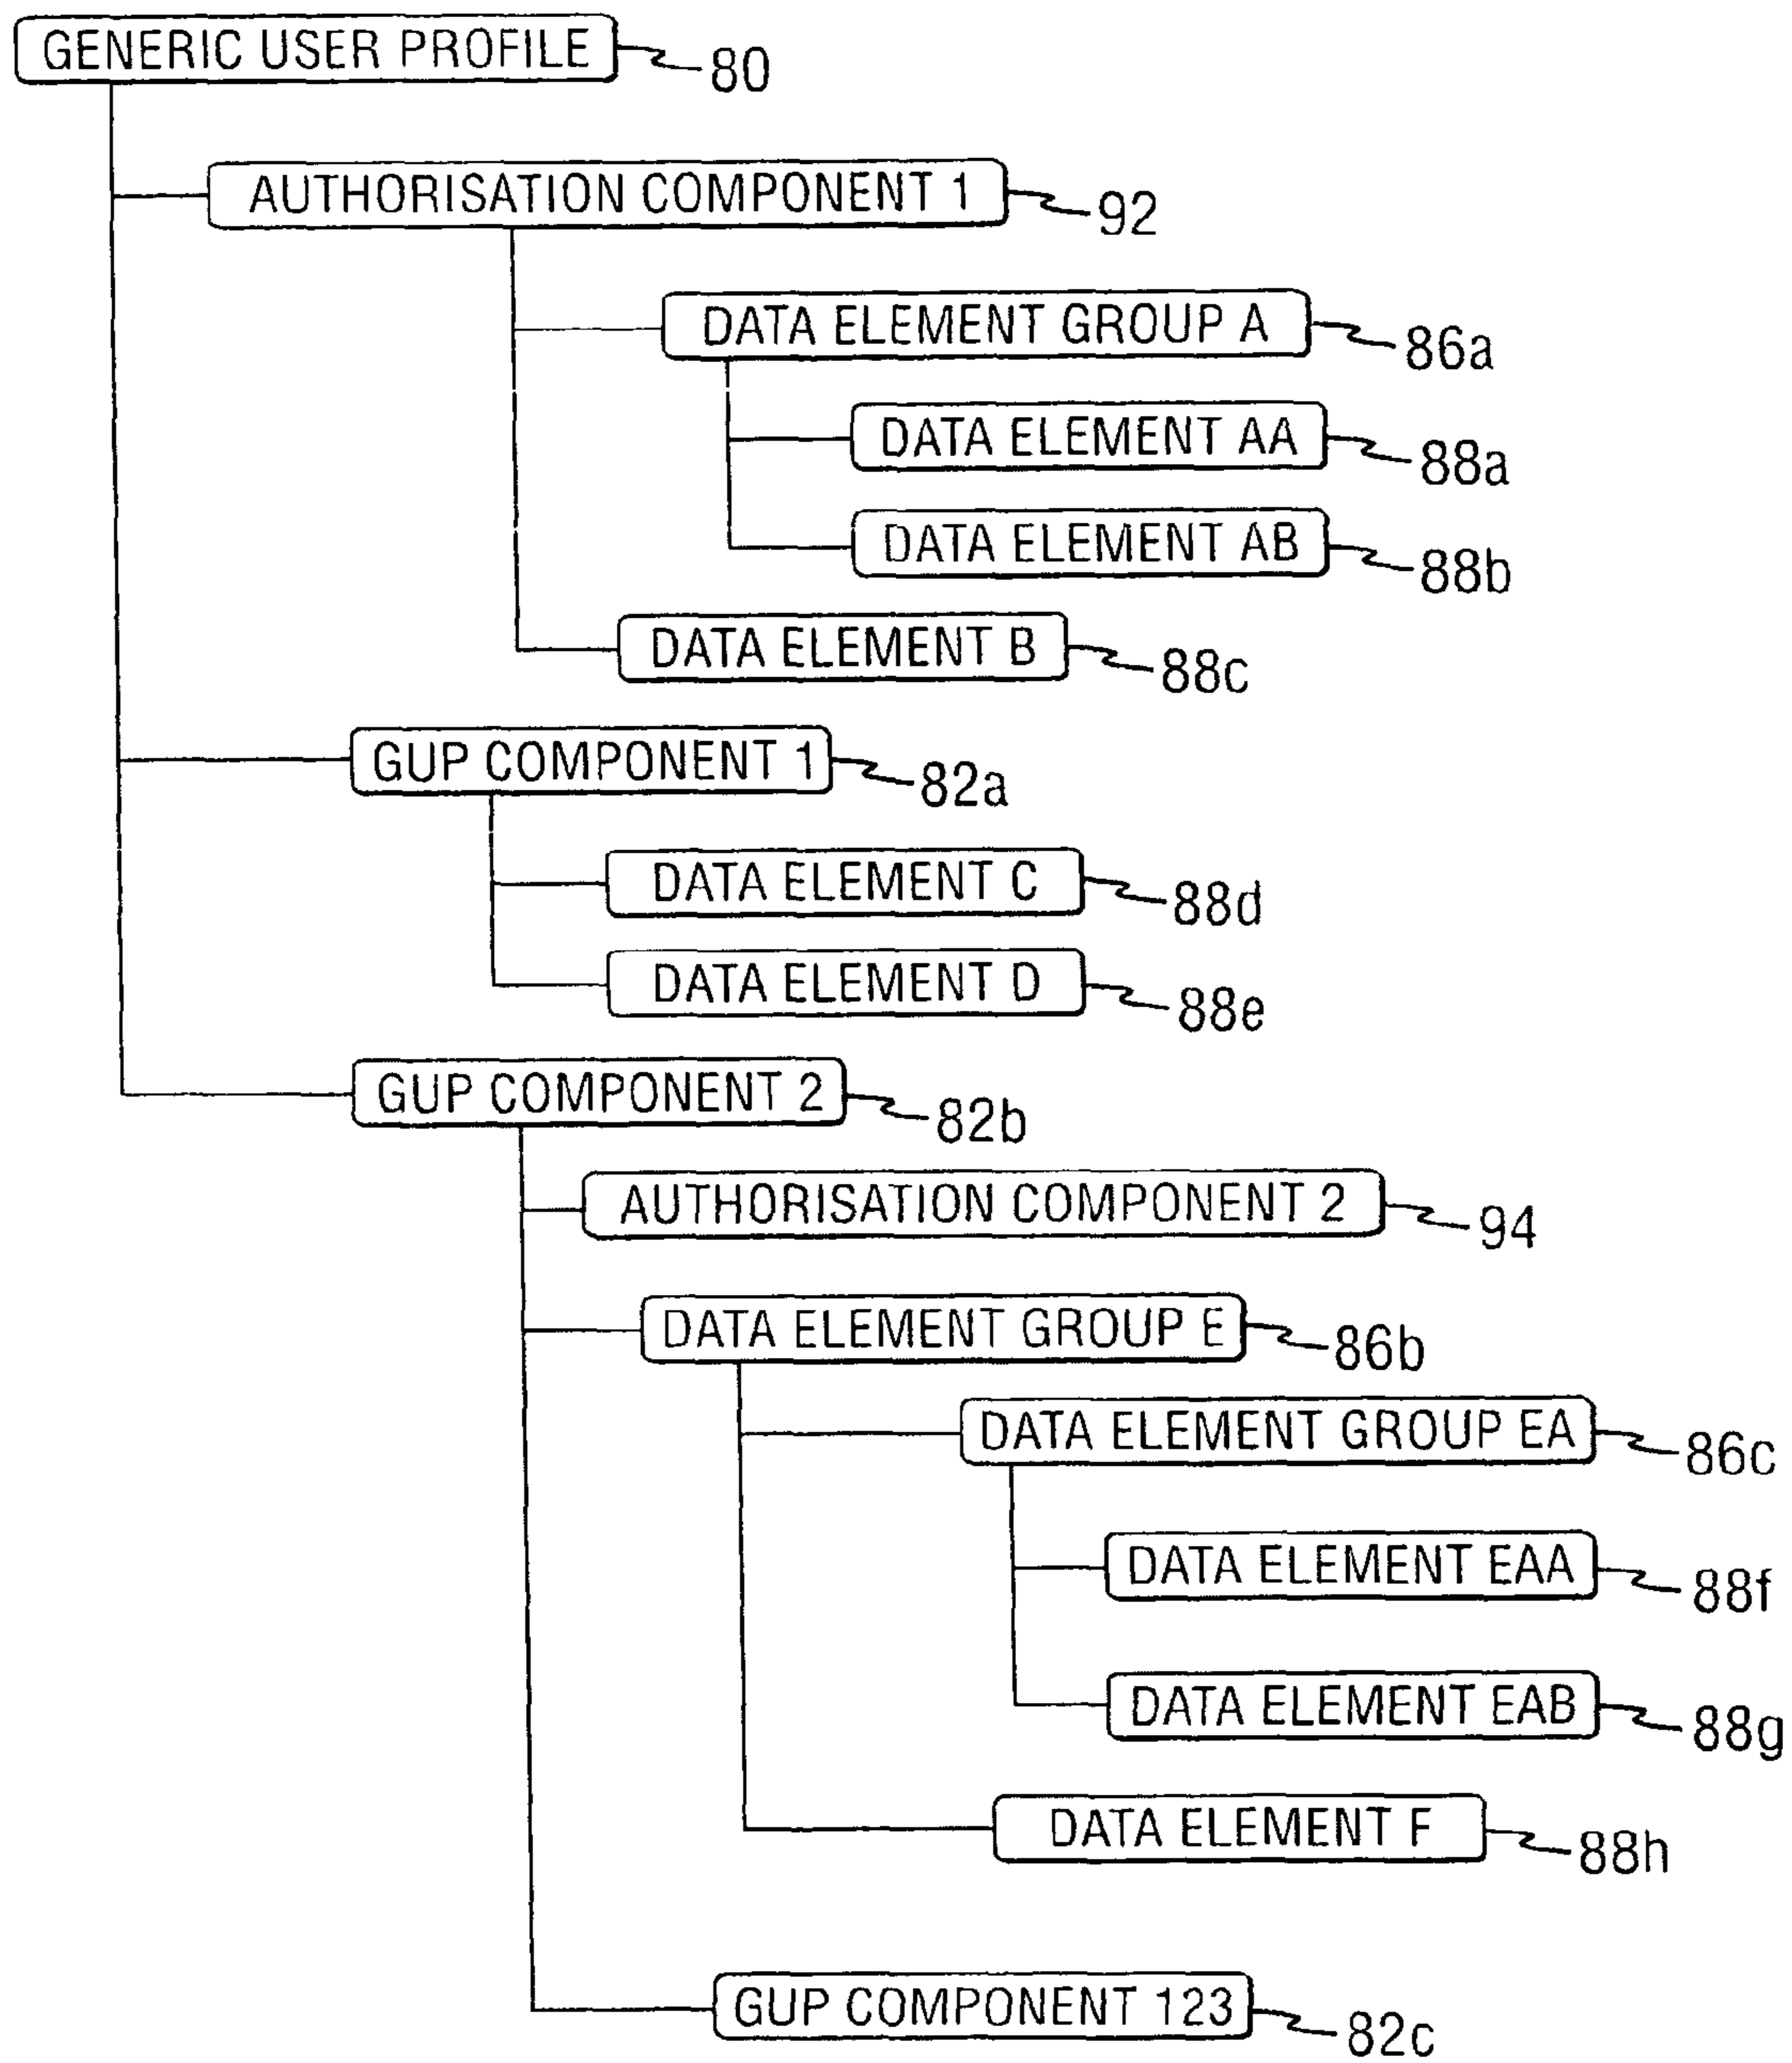 GENERIC USER PROFILE 80
AUTHORISATION COMPONENT 1 92
DATA ELEMENT GROUP A 86a
DATA ELEMENT AA 88a
DATA ELEMENT AB 88b
DATA ELEMENT B 88c
GUP COMPONENT 1 82a
DATA ELEMENT C 88d
DATA ELEMENT D 88e
GUP COMPONENT 2 82b
AUTHORISATION COMPONENT 2 94
DATA ELEMENT GROUP E 86b
DATA ELEMENT GROUP EA 86c
DATA ELEMENT EAA 88f
DATA ELEMENT EAB 88g
DATA ELEMENT F 88h
GUP COMPONENT 123 82c